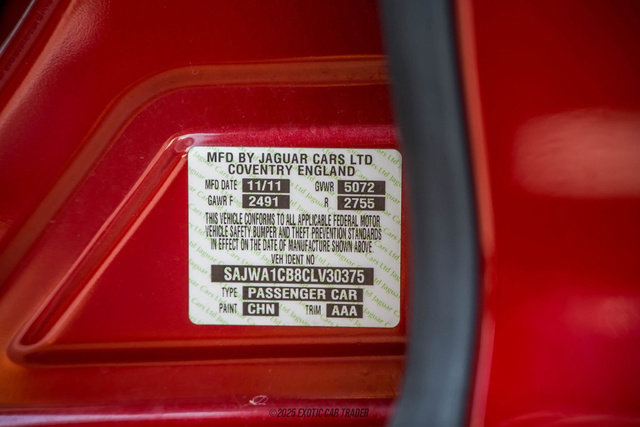 MFD BY JAGUAR CARS LTD
COVENTRY ENGLAND
MFD DATE 11/11 GVWR 5072
GAWR F 2491 R 2755
THIS VEHICLE CONFORMS TO ALL APPLICABLE FEDERAL MOTOR
VEHICLE SAFETY, BUMPER AND THEFT PREVENTION STANDARDS
IN EFFECT ON THE DATE OF MANUFACTURE SHOWN ABOVE.
VEH IDENT NO
SAJWA1CB8CLV30375
TYPE PASSENGER CAR
PAINT CHN TRIM AAA
©2025 EXOTIC CAR TRADER